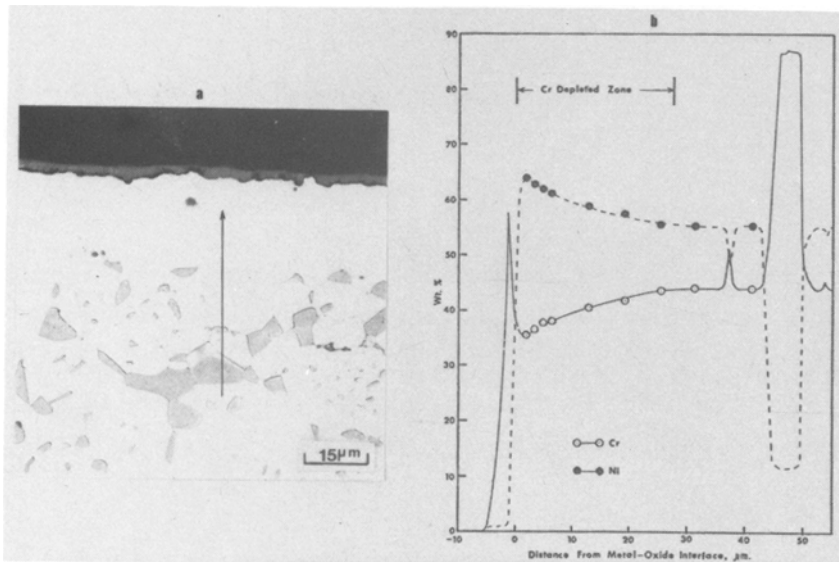 a
15μm
b
90
80
70
60
50
40
30
20
10
0
Wt. %
Cr Depleted Zone
Cr
Ni
-10 0 10 20 30 40 50
Distance From Metal-Oxide Interface, μm.